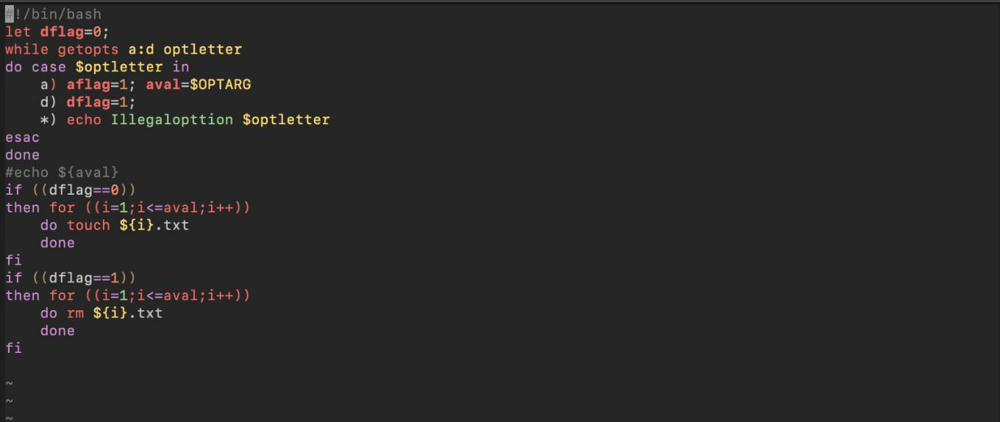 #!/bin/bash
let dflag=0;
while getopts a:d optletter
do case $optletter in
    a) aflag=1; aval=$OPTARG
    d) dflag=1;
    *) echo Illegalopttion $optletter
esac
done
#echo ${aval}
if ((dflag==0))
then for ((i=1;i<=aval;i++))
    do touch ${i}.txt
    done
fi
if ((dflag==1))
then for ((i=1;i<=aval;i++))
    do rm ${i}.txt
    done
fi
~
~
~